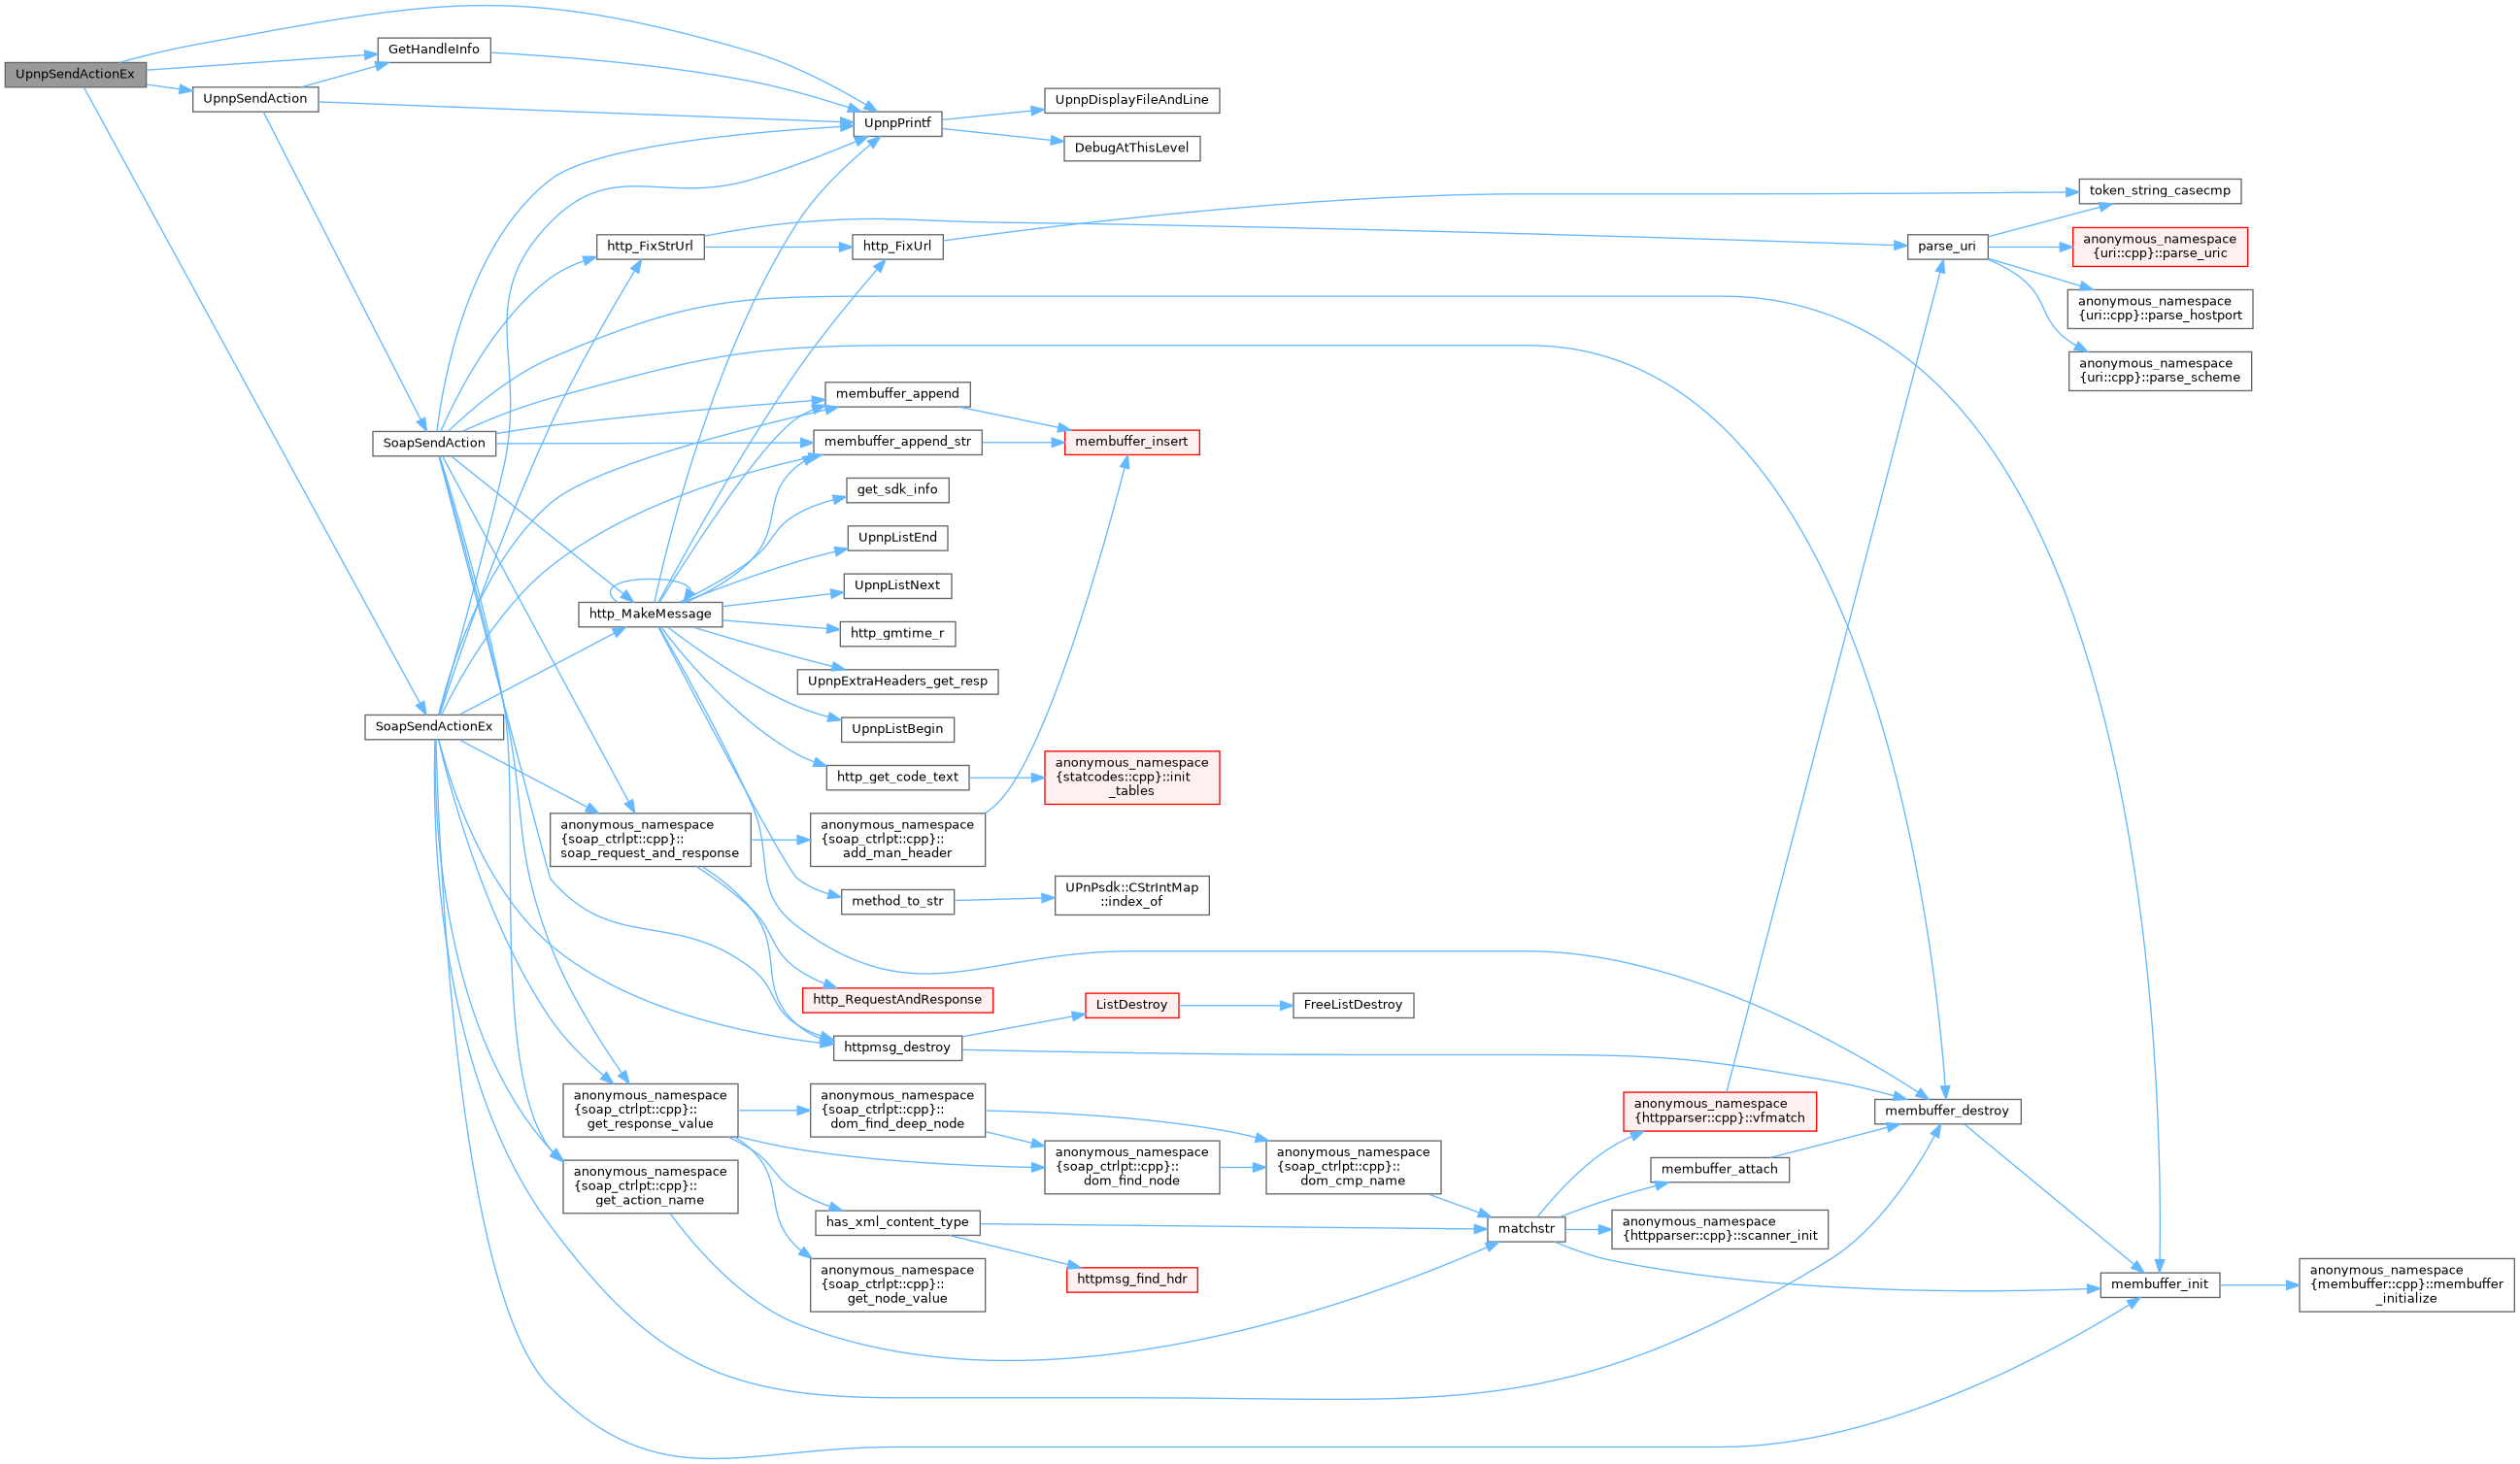 UpnpSendActionEx
GetHandleInfo
UpnpSendAction
UpnpPrintf
UpnpDisplayFileAndLine
DebugAtThisLevel
token_string_casecmp
http_FixStrUrl
http_FixUrl
parse_uri
anonymous_namespace
{uri::cpp}::parse_uric
anonymous_namespace
{uri::cpp}::parse_hostport
anonymous_namespace
{uri::cpp}::parse_scheme
membuffer_append
SoapSendAction
membuffer_append_str
membuffer_insert
get_sdk_info
UpnpListEnd
UpnpListNext
http_MakeMessage
http_gmtime_r
UpnpExtraHeaders_get_resp
SoapSendActionEx
UpnpListBegin
http_get_code_text
anonymous_namespace
{statcodes::cpp}::init
_tables
anonymous_namespace
{soap_ctrlpt::cpp}::
soap_request_and_response
anonymous_namespace
{soap_ctrlpt::cpp}::
add_man_header
method_to_str
UPnPsdk::CStrIntMap
::index_of
http_RequestAndResponse
ListDestroy
FreeListDestroy
httpmsg_destroy
anonymous_namespace
{soap_ctrlpt::cpp}::
get_response_value
anonymous_namespace
{soap_ctrlpt::cpp}::
dom_find_deep_node
anonymous_namespace
{httpparser::cpp}::vfmatch
membuffer_destroy
anonymous_namespace
{soap_ctrlpt::cpp}::
get_action_name
anonymous_namespace
{soap_ctrlpt::cpp}::
dom_find_node
anonymous_namespace
{soap_ctrlpt::cpp}::
dom_cmp_name
membuffer_attach
has_xml_content_type
matchstr
anonymous_namespace
{httpparser::cpp}::scanner_init
anonymous_namespace
{soap_ctrlpt::cpp}::
get_node_value
httpmsg_find_hdr
membuffer_init
anonymous_namespace
{membuffer::cpp}::membuffer
_initialize